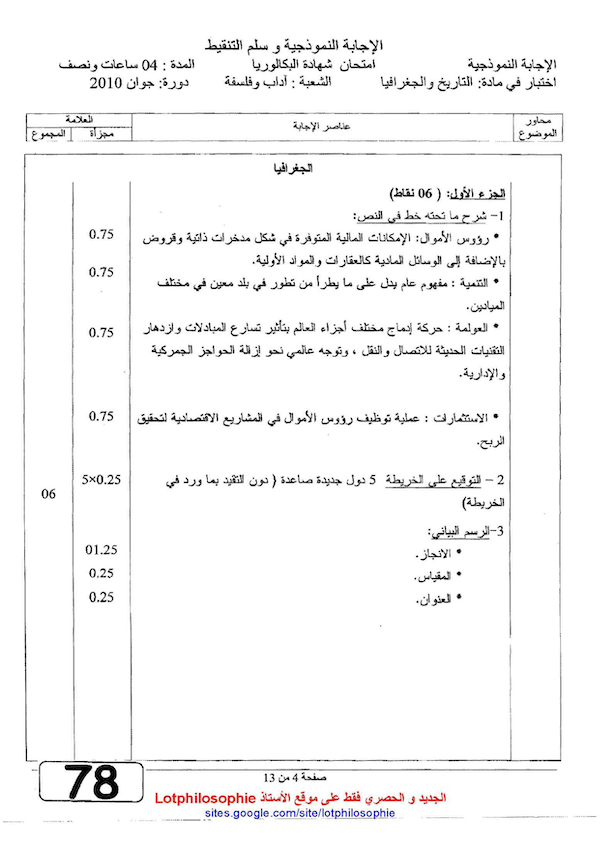 الإجابة النموذجية و سلم التنقيط
الإجابة النموذجية امتحان شهادة البكالوريا المدة : 04 ساعات ونصف
اختبار في مادة: التاريخ والجغرافيا الشعبة : آداب وفلسفة دورة: جوان 2010
محاور الموضوع
عناصر الإجابة
العلامة
مجزأة المجموع
الجغرافيا
الجزء الأول: ( 06 نقاط)
1- شرح ما تحته خط في النص:
• رؤوس الأموال: الإمكانات المالية المتوفرة في شكل مدخرات ذاتية وقروض 0.75
بالإضافة إلى الوسائل المادية كالعقارات والمواد الأولية.
• التنمية : مفهوم عام يدل على ما يطرأ من تطور في بلد معين في مختلف 0.75
الميادين.
• العولمة : حركة إدماج مختلف أجزاء العالم بتأثير تسارع المبادلات وازدهار 0.75
التقنيات الحديثة للاتصال والنقل ، وتوجه عالمي نحو إزالة الحواجز الجمركية
والإدارية.
• الاستثمارات : عملية توظيف رؤوس الأموال في المشاريع الاقتصادية لتحقيق 0.75
الربح.
2 – التوقيع على الخريطة 5 دول جديدة صاعدة ( دون التقيد بما ورد في 5×0.25
الخريطة) 06
3-الرسم البياني:
• الانجاز. 01.25
• المقياس. 0.25
• العنوان. 0.25
صفحة 4 من 13
78
الجديد و الحصري فقط على موقع الأستاذ Lotphilosophie
sites.google.com/site/lotphilosophie